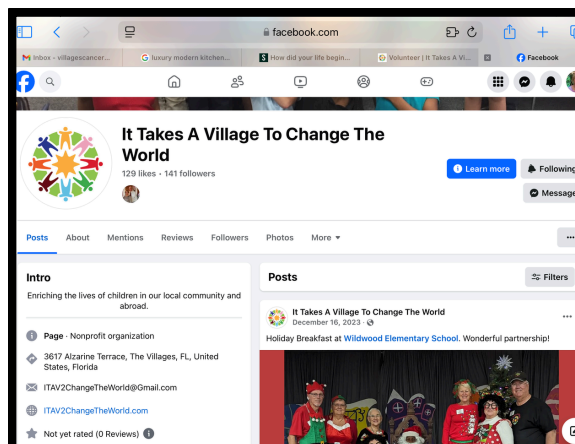 facebook.com
Inbox - villagescancer...
luxury modern kitchen...
How did your life begin...
Volunteer | It Takes A Vi...
Facebook
It Takes A Village To Change The
World
129 likes • 141 followers
Learn more
Following
Message
Posts
About
Mentions
Reviews
Followers
Photos
More
Intro
Enriching the lives of children in our local community and
abroad.
Page · Nonprofit organization
3617 Alzarine Terrace, The Villages, FL, United
States, Florida
ITAV2ChangeTheWorld@Gmail.com
ITAV2ChangeTheWorld.com
Not yet rated (0 Reviews)
Posts
Filters
It Takes A Village To Change The World
December 16, 2023
Holiday Breakfast at Wildwood Elementary School. Wonderful partnership!